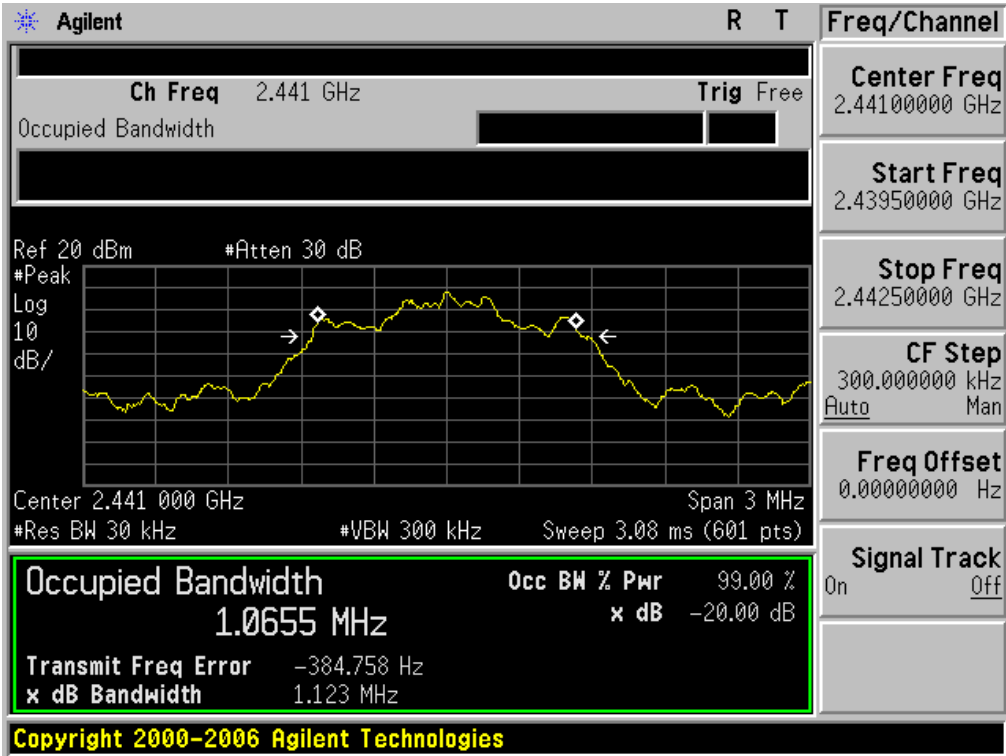 Agilent R T Freq/Channel
Ch Freq 2.441 GHz Trig Free
Occupied Bandwidth
Center Freq
2.44100000 GHz
Start Freq
2.43950000 GHz
Stop Freq
2.44250000 GHz
CF Step
300.000000 kHz
Auto Man
Freq Offset
0.00000000 Hz
Signal Track
On Off
Ref 20 dBm #Atten 30 dB
#Peak
Log
10
dB/
Center 2.441 000 GHz Span 3 MHz
#Res BW 30 kHz #VBW 300 kHz Sweep 3.08 ms (601 pts)
Occupied Bandwidth Occ BW % Pwr 99.00 %
1.0655 MHz x dB -20.00 dB
Transmit Freq Error -384.758 Hz
x dB Bandwidth 1.123 MHz
Copyright 2000-2006 Agilent Technologies